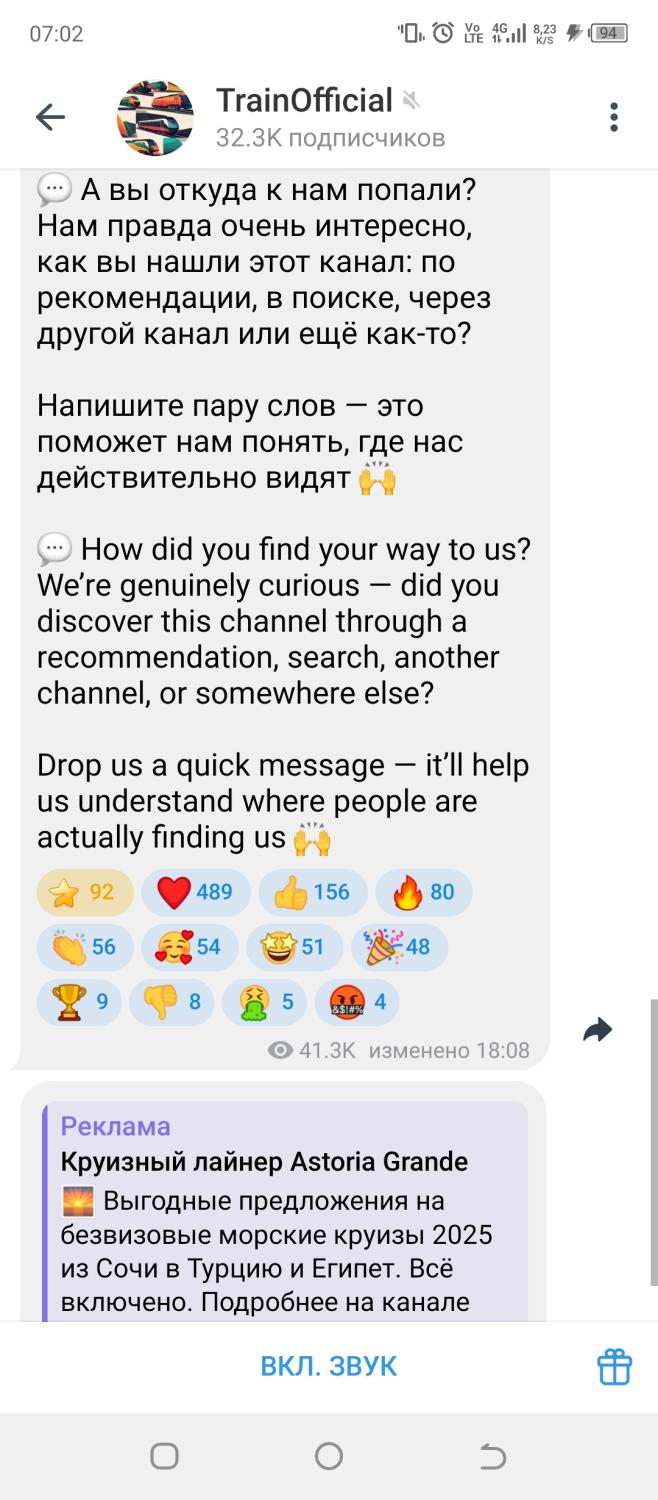 07:02
Vo LTE 4G 8,23 K/S 94
TrainOfficial
32.3K подписчиков
💬 А вы откуда к нам попали?
Нам правда очень интересно,
как вы нашли этот канал: по
рекомендации, в поиске, через
другой канал или ещё как-то?
Напишите пару слов — это
поможет нам понять, где нас
действительно видят 🙌
💬 How did you find your way to us?
We’re genuinely curious — did you
discover this channel through a
recommendation, search, another
channel, or somewhere else?
Drop us a quick message — it’ll help
us understand where people are
actually finding us 🙌
⭐ 92 ❤️ 489 👍 156 🔥 80
👏 56 🥰 54 🤩 51 🎉 48
🏆 9 👎 8 🤮 5 🤬 4
41.3K изменено 18:08
Реклама
Круизный лайнер Astoria Grande
🌅 Выгодные предложения на
безвизовые морские круизы 2025
из Сочи в Турцию и Египет. Всё
включено. Подробнее на канале
ВКЛ. ЗВУК